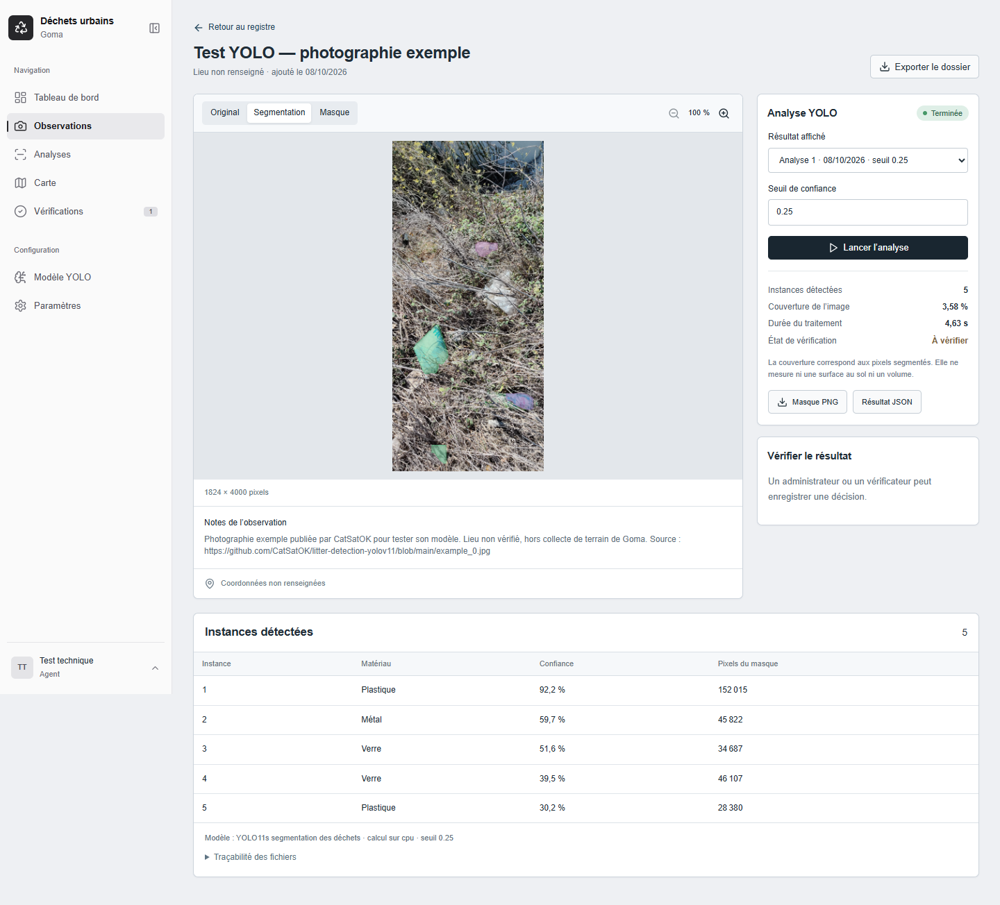 Déchets urbains
Goma
Navigation
Tableau de bord
Observations
Analyses
Carte
Vérifications 1
Configuration
Modèle YOLO
Paramètres
TT
Test technique
Agent
Retour au registre
Test YOLO — photographie exemple
Lieu non renseigné · ajouté le 08/10/2026
Exporter le dossier
Original Segmentation Masque
100 %
1824 × 4000 pixels
Notes de l’observation
Photographie exemple publiée par CatSatOK pour tester son modèle. Lieu non vérifié, hors collecte de terrain de Goma. Source :
https://github.com/CatSatOK/litter-detection-yolov11/blob/main/example_0.jpg
Coordonnées non renseignées
Analyse YOLO
Terminée
Résultat affiché
Analyse 1 · 08/10/2026 · seuil 0.25
Seuil de confiance
0.25
Lancer l’analyse
Instances détectées 5
Couverture de l’image 3,58 %
Durée du traitement 4,63 s
État de vérification À vérifier
La couverture correspond aux pixels segmentés. Elle ne
mesure ni une surface au sol ni un volume.
Masque PNG
Résultat JSON
Vérifier le résultat
Un administrateur ou un vérificateur peut
enregistrer une décision.
Instances détectées 5
Instance Matériau Confiance Pixels du masque
1 Plastique 92,2 % 152 015
2 Métal 59,7 % 45 822
3 Verre 51,6 % 34 687
4 Verre 39,5 % 46 107
5 Plastique 30,2 % 28 380
Modèle : YOLO11s segmentation des déchets · calcul sur cpu · seuil 0.25
Traçabilité des fichiers